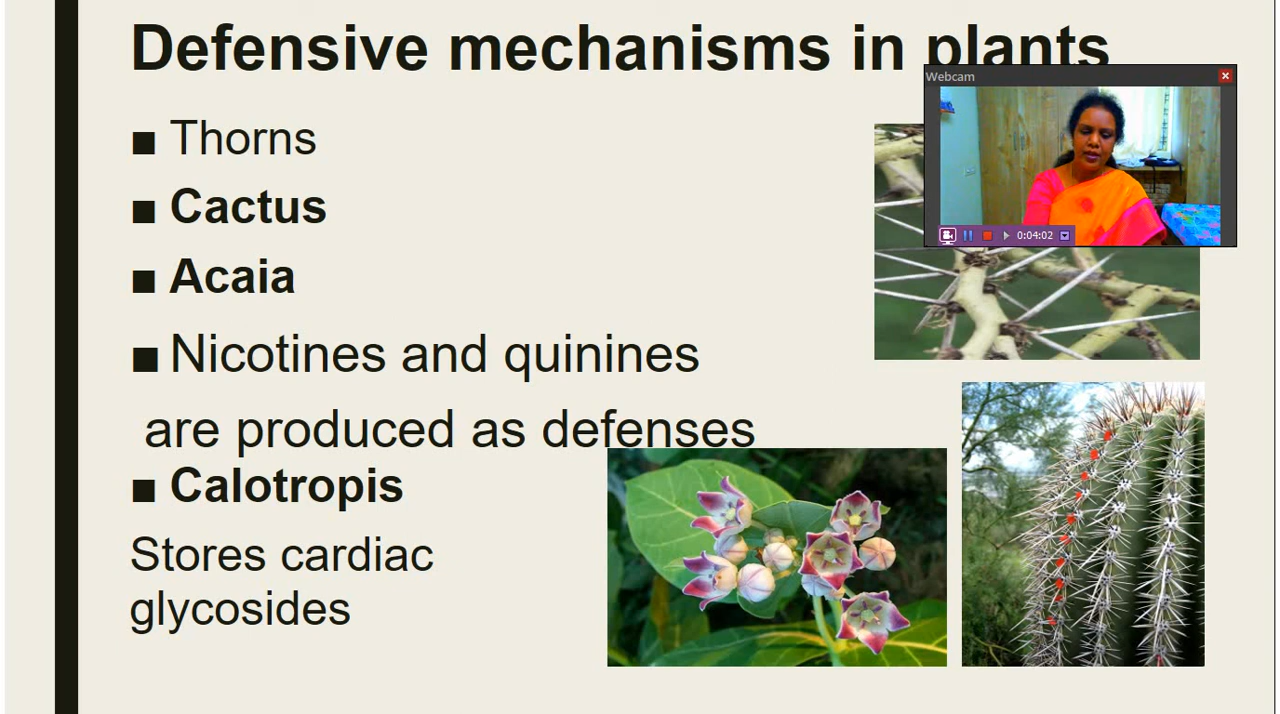 Defensive mechanisms in plants
Webcam
■ Thorns
■ Cactus
■ Acaia
■ Nicotines and quinines
are produced as defenses
■ Calotropis
Stores cardiac
glycosides
0:04:02